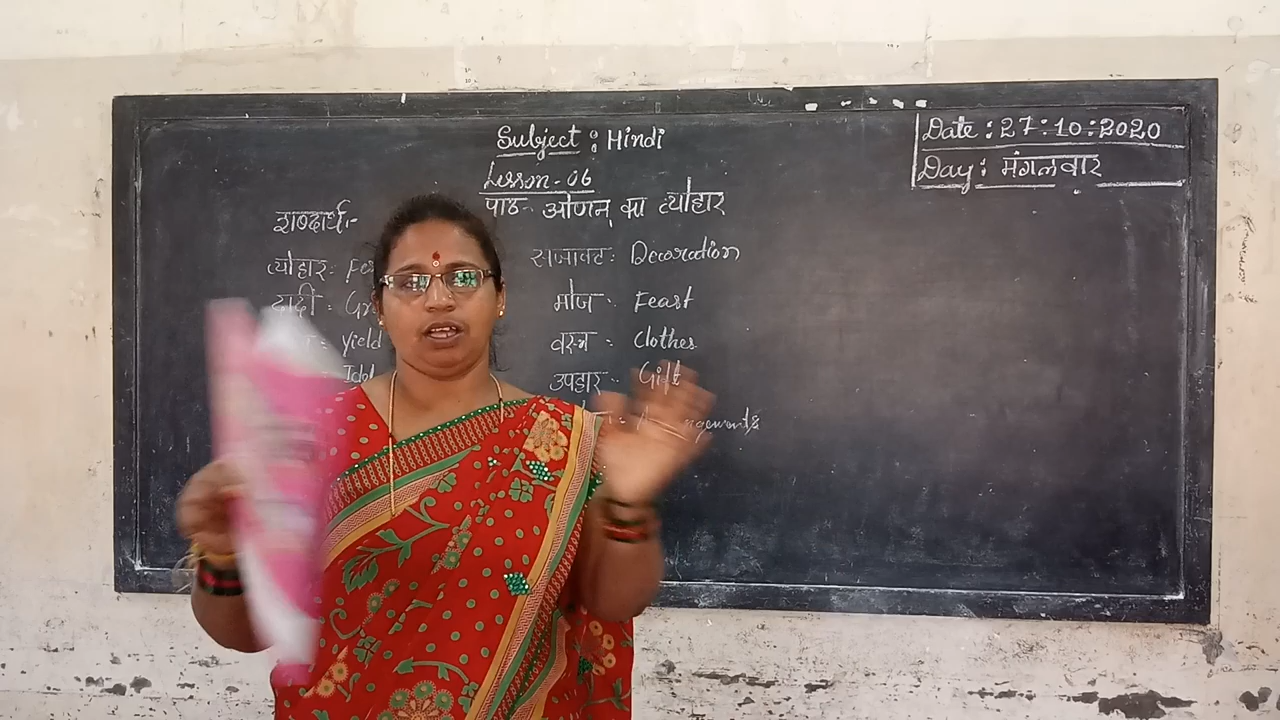 Subject : Hindi
Date : 27:10:2020
Day: मंगलवार
Lesson - 06
पाठ- ओणम् का त्योहार
शब्दार्थ:-
त्योहार:
सजावट: Decoration
दादी :
भोज : Feast
: Yield
वस्त्र : Clothes
Idol
उपहार : Gift